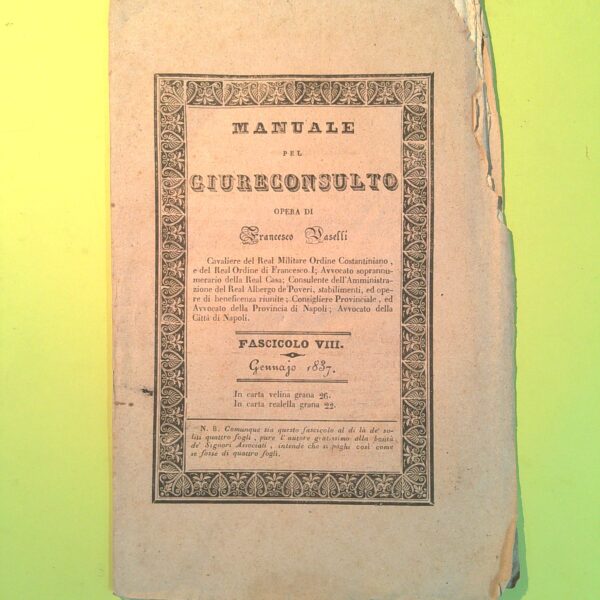 MANUALE
PEL
GIURECONSULTO
OPERA DI
Francesco Vaselli
Cavaliere del Real Militare Ordine Costantiniano,
e del Real Ordine di Francesco I; Avvocato soprannu-
merario della Real Casa; Consulente dell'Amministra-
zione del Real Albergo de'Poveri, stabilimenti, ed ope-
re di beneficenza riunite; Consigliere Provinciale, ed
Avvocato della Provincia di Napoli; Avvocato della
Città di Napoli.
FASCICOLO VIII.
Gennajo 1837.
In carta velina grana 26.
In carta realella grana 22.
N. B. Comunque sia questo fascicolo al di là de' so-
liti quattro fogli, pure l'autore gratissimo alla bontà
de' Signori Associati, intende che si paghi così come
se fosse di quattro fogli.